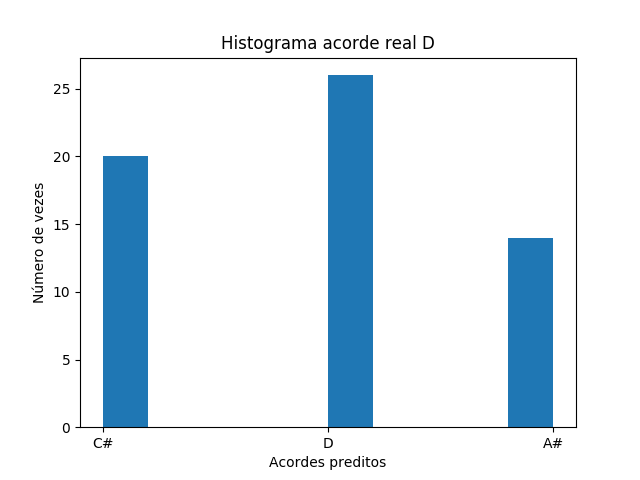 Histograma acorde real D
Número de vezes
25
20
15
10
5
0
C#
D
A#
Acordes preditos